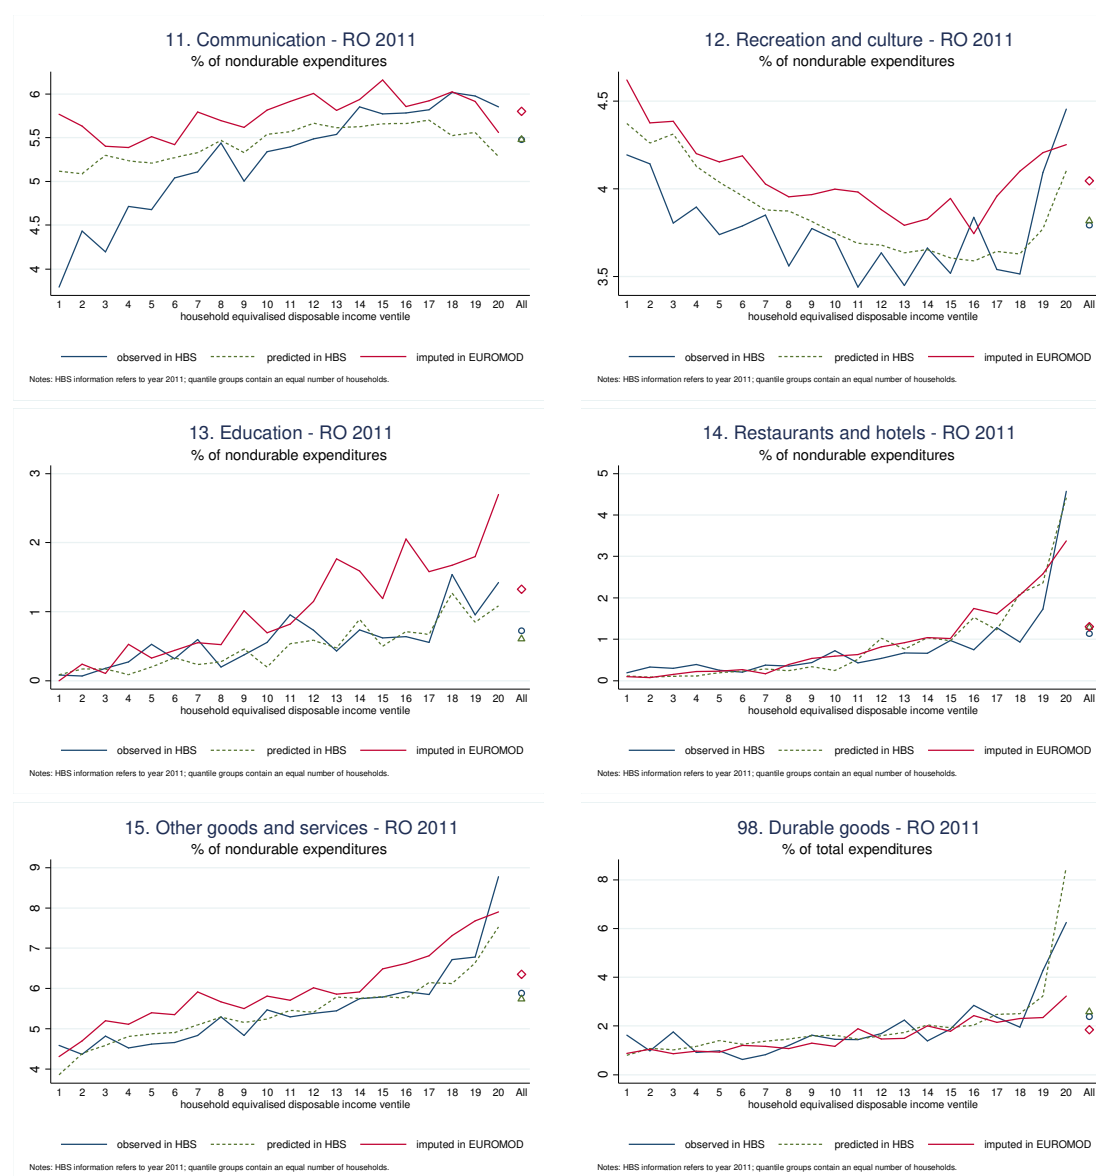 11. Communication - RO 2011
% of nondurable expenditures
6
5.5
5
4.5
4
1 2 3 4 5 6 7 8 9 10 11 12 13 14 15 16 17 18 19 20 All
household equivalised disposable income ventile
observed in HBS predicted in HBS imputed in EUROMOD
Notes: HBS information refers to year 2011; quantile groups contain an equal number of households.
12. Recreation and culture - RO 2011
% of nondurable expenditures
4.5
4
3.5
1 2 3 4 5 6 7 8 9 10 11 12 13 14 15 16 17 18 19 20 All
household equivalised disposable income ventile
observed in HBS predicted in HBS imputed in EUROMOD
Notes: HBS information refers to year 2011; quantile groups contain an equal number of households.
13. Education - RO 2011
% of nondurable expenditures
3
2
1
0
1 2 3 4 5 6 7 8 9 10 11 12 13 14 15 16 17 18 19 20 All
household equivalised disposable income ventile
observed in HBS predicted in HBS imputed in EUROMOD
Notes: HBS information refers to year 2011; quantile groups contain an equal number of households.
14. Restaurants and hotels - RO 2011
% of nondurable expenditures
5
4
3
2
1
0
1 2 3 4 5 6 7 8 9 10 11 12 13 14 15 16 17 18 19 20 All
household equivalised disposable income ventile
observed in HBS predicted in HBS imputed in EUROMOD
Notes: HBS information refers to year 2011; quantile groups contain an equal number of households.
15. Other goods and services - RO 2011
% of nondurable expenditures
9
8
7
6
5
4
1 2 3 4 5 6 7 8 9 10 11 12 13 14 15 16 17 18 19 20 All
household equivalised disposable income ventile
observed in HBS predicted in HBS imputed in EUROMOD
Notes: HBS information refers to year 2011; quantile groups contain an equal number of households.
98. Durable goods - RO 2011
% of total expenditures
8
6
4
2
0
1 2 3 4 5 6 7 8 9 10 11 12 13 14 15 16 17 18 19 20 All
household equivalised disposable income ventile
observed in HBS predicted in HBS imputed in EUROMOD
Notes: HBS information refers to year 2011; quantile groups contain an equal number of households.